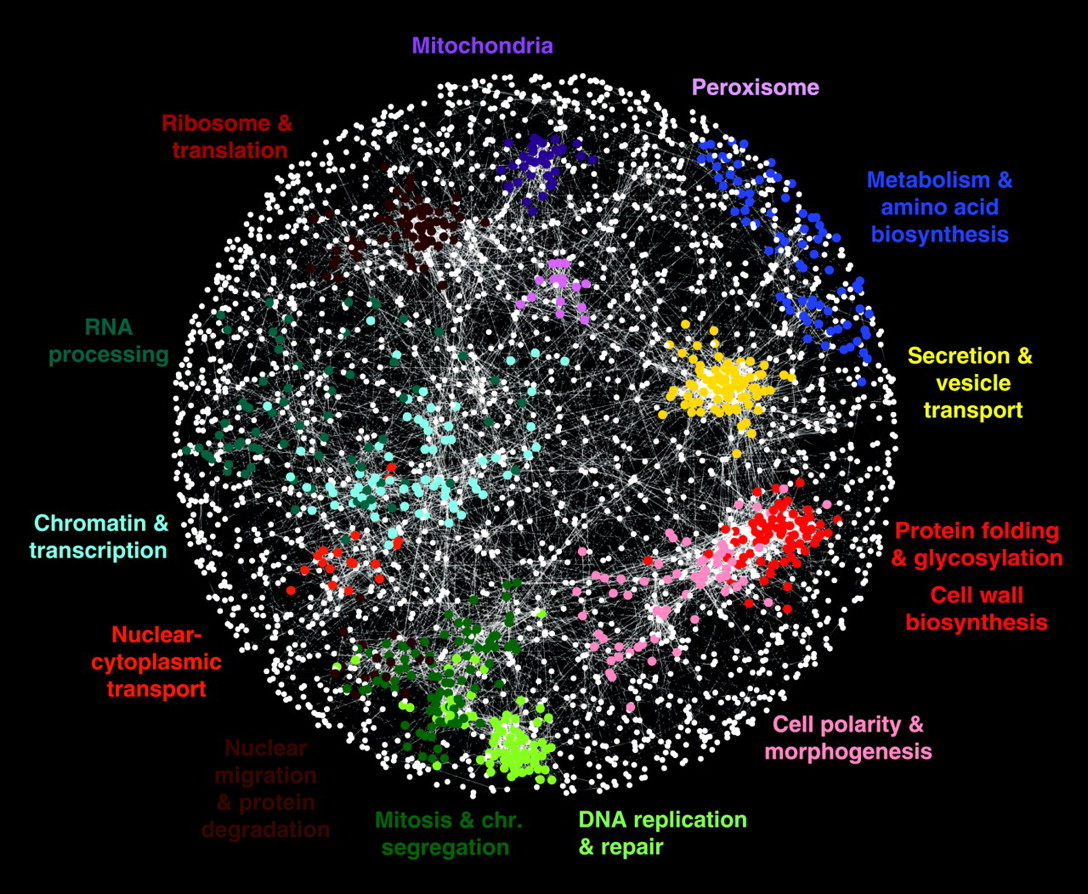 Mitochondria
Peroxisome
Ribosome &
translation
Metabolism &
amino acid
biosynthesis
RNA
processing
Secretion &
vesicle
transport
Chromatin &
transcription
Protein folding
& glycosylation
Cell wall
biosynthesis
Nuclear-
cytoplasmic
transport
Cell polarity &
morphogenesis
Nuclear
migration
& protein
degradation
Mitosis & chr.
segregation
DNA replication
& repair